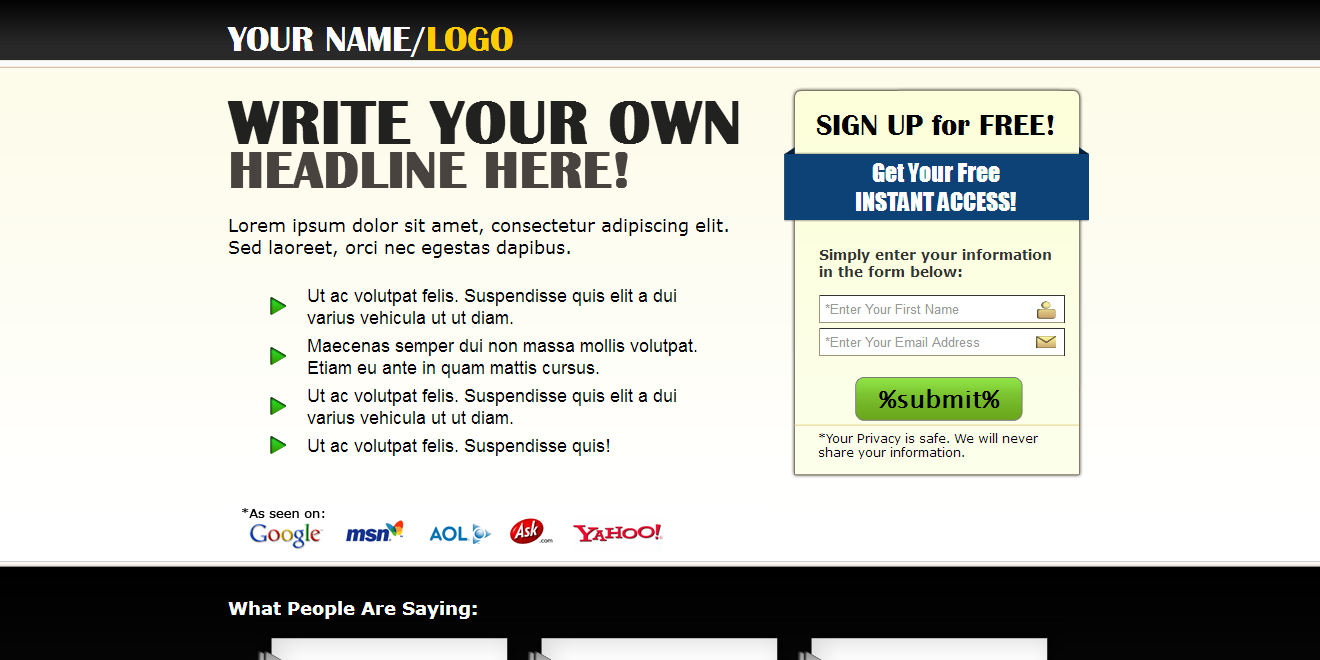 YOUR NAME/LOGO
WRITE YOUR OWN
HEADLINE HERE!
Lorem ipsum dolor sit amet, consectetur adipiscing elit.
Sed laoreet, orci nec egestas dapibus.
Ut ac volutpat felis. Suspendisse quis elit a dui
varius vehicula ut ut diam.
Maecenas semper dui non massa mollis volutpat.
Etiam eu ante in quam mattis cursus.
Ut ac volutpat felis. Suspendisse quis elit a dui
varius vehicula ut ut diam.
Ut ac volutpat felis. Suspendisse quis!
*As seen on:
Google msn AOL Ask.com YAHOO!
SIGN UP for FREE!
Get Your Free
INSTANT ACCESS!
Simply enter your information
in the form below:
*Enter Your First Name
*Enter Your Email Address
%submit%
*Your Privacy is safe. We will never
share your information.
What People Are Saying: